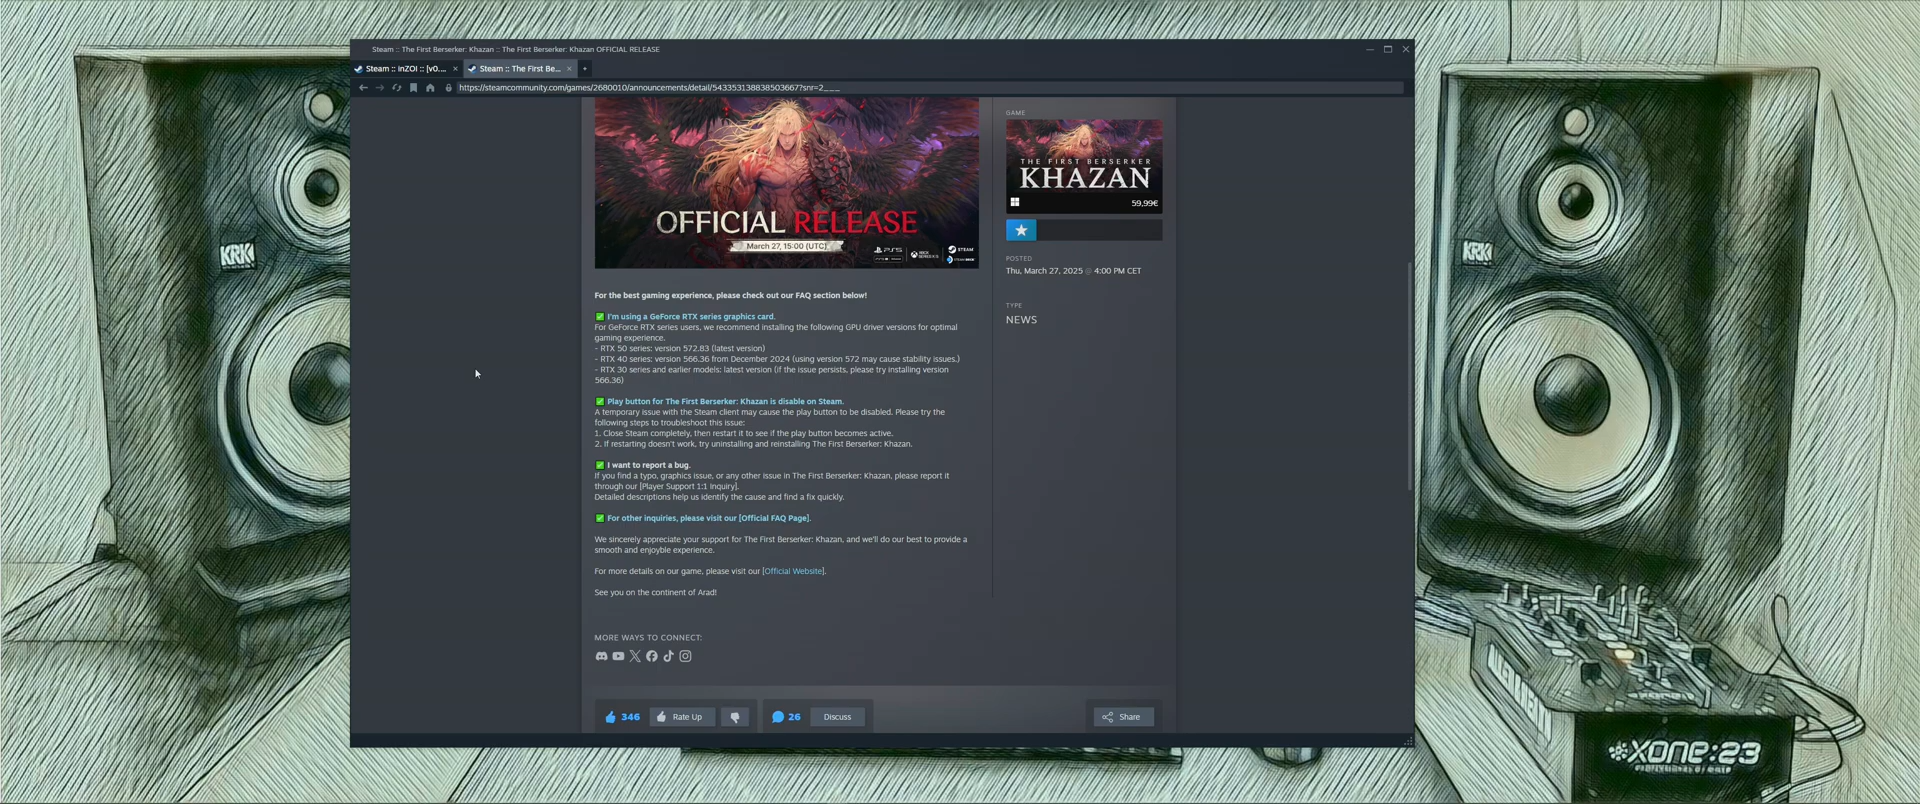 Steam :: The First Berserker: Khazan :: The First Berserker: Khazan OFFICIAL RELEASE
Steam :: inZOI :: [v0....
Steam :: The First Be...
https://steamcommunity.com/games/2680010/announcements/detail/543353138838503667?snr=2____
OFFICIAL RELEASE
March 27, 15:00 (UTC)
PS5
XBOX
STEAM
KRK
For the best gaming experience, please check out our FAQ section below!
I'm using a GeForce RTX series graphics card.
For GeForce RTX series users, we recommend installing the following GPU driver versions for optimal
gaming experience.
- RTX 50 series: version 572.83 (latest version)
- RTX 40 series: version 566.36 from December 2024 (using version 572 may cause stability issues.)
- RTX 30 series and earlier models: latest version (if the issue persists, please try installing version
566.36)
Play button for The First Berserker: Khazan is disable on Steam.
A temporary issue with the Steam client may cause the play button to be disabled. Please try the
following steps to troubleshoot this issue:
1. Close Steam completely, then restart it to see if the play button becomes active.
2. If restarting doesn't work, try uninstalling and reinstalling The First Berserker: Khazan.
I want to report a bug.
If you find a typo, graphics issue, or any other issue in The First Berserker: Khazan, please report it
through our [Player Support 1:1 Inquiry].
Detailed descriptions help us identify the cause and find a fix quickly.
For other inquiries, please visit our [Official FAQ Page].
We sincerely appreciate your support for The First Berserker: Khazan, and we'll do our best to provide a
smooth and enjoyble experience.
For more details on our game, please visit our [Official Website].
See you on the continent of Arad!
MORE WAYS TO CONNECT:
346
Rate Up
26
Discuss
Share
GAME
THE FIRST BERSERKER
KHAZAN
59,99€
POSTED
Thu, March 27, 2025 @ 4:00 PM CET
TYPE
NEWS
KRK
XONE:23